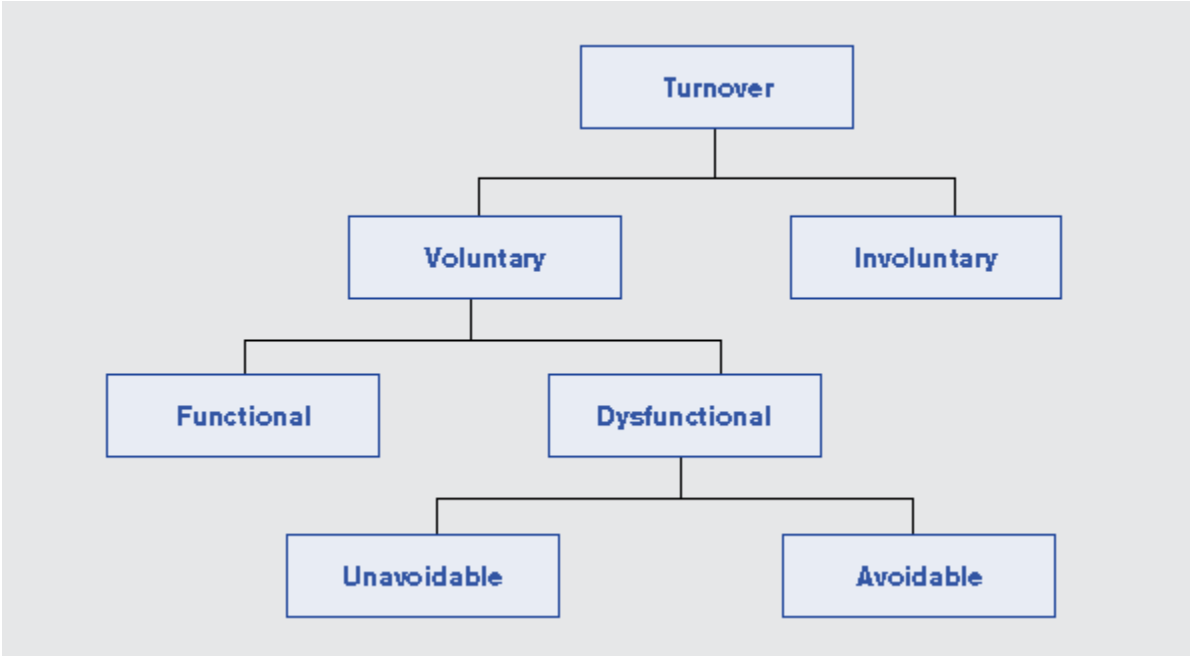 Turnover
Voluntary
Involuntary
Functional
Dysfunctional
Unavoidable
Avoidable